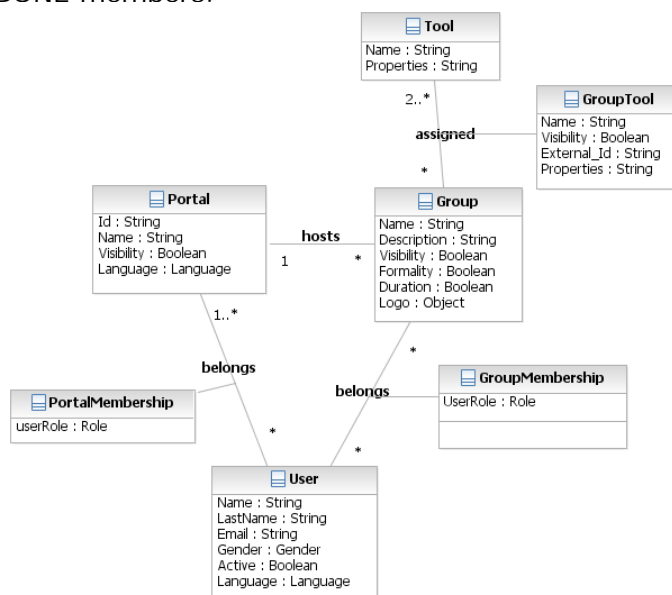 Tool
Name : String
Properties : String
2..*
GroupTool
Name : String
Visibility : Boolean
External_Id : String
Properties : String
assigned
*
Portal
Id : String
Name : String
Visibility : Boolean
Language : Language
hosts
1
*
Group
Name : String
Description : String
Visibility : Boolean
Formality : Boolean
Duration : Boolean
Logo : Object
1..*
*
belongs
PortalMembership
userRole : Role
belongs
GroupMembership
UserRole : Role
*
*
User
Name : String
LastName : String
Email : String
Gender : Gender
Active : Boolean
Language : Language